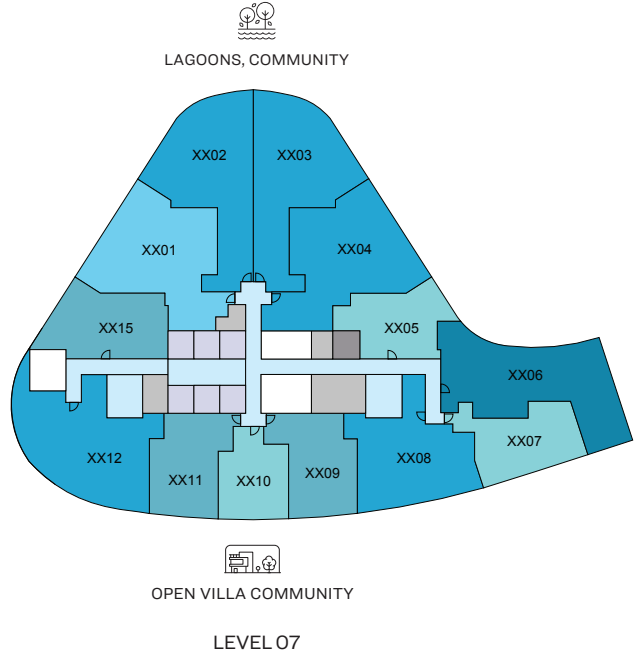 LAGOONS, COMMUNITY
XX02
XX03
XX01
XX04
XX15
XX05
XX06
XX07
XX12
XX08
XX11
XX10
XX09
OPEN VILLA COMMUNITY
LEVEL 07